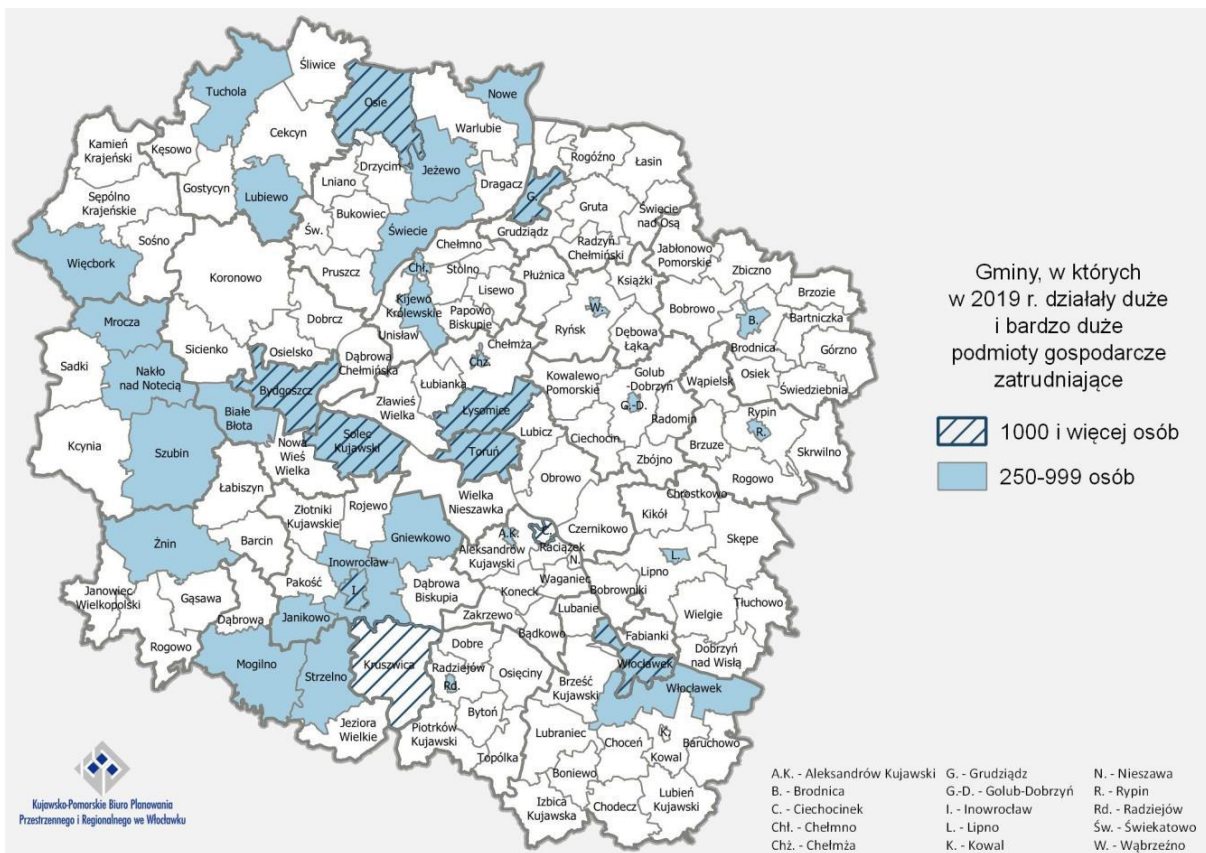 Śliwice
Tuchola
Osie
Nowe
Warlubie
Cekcyn
Kamień
Krajeński
Kęsowo
Rogóźno
Łasin
Drzycim
Jeżewo
Gostycyn
Lniano
Dragacz
Sępólno
Krajeńskie
Lubiewo
G.
Bukowiec
Gruta
Świecie
nad Osą
Św.
Świecie
Grudziądz
Sośno
Radzyń
Chełmiński
Chełmno
Jabłonowo
Pomorskie
Więcbork
Koronowo
Pruszcz
Chł.
Stolno
Płużnica
Zbiczno
Książki
Lisewo
Kijewo
Królewskie
W.
Brzozie
Mrocza
Dobrcz
Papowo
Biskupie
Bobrowo
B.
Bartniczka
Unisław
Ryńsk
Dębowa
Łąka
Sicienko
Osielsko
Dąbrowa
Chełmińska
Chełmża
Brodnica
Górzno
Sadki
Chż.
Nakło
nad Notecią
Bydgoszcz
Łubianka
Kowalewo
Pomorskie
Golub
-Dobrzyń
Wąpielsk
Osiek
Świedziebnia
Zławieś
Wielka
G.-D.
Białe
Błota
Łysomice
Radomin
Rypin
R.
Kcynia
Solec
Kujawski
Lubicz
Ciechocin
Brzuze
Szubin
Nowa
Wieś
Wielka
Toruń
Zbójno
Skrwilno
Rogowo
Łabiszyn
Obrowo
Złotniki
Kujawskie
Rojewo
Wielka
Nieszawka
Chrostkowo
Kikół
Żnin
Barcin
Gniewkowo
A.K.
C.
Czernikowo
Aleksandrów
Kujawski
Raciążek
Skępe
Inowrocław
N.
L.
Janowiec
Wielkopolski
Gąsawa
Pakość
I.
Dąbrowa
Biskupia
Waganiec
Lipno
Koneck
Bobrowniki
Dąbrowa
Janikowo
Lubanie
Wielgie
Tłuchowo
Zakrzewo
Rogowo
Kruszwica
Dobre
Bądkowo
Fabianki
Mogilno
Dobrzyń
nad Wisłą
Strzelno
Radziejów
Rd.
Osięciny
Włocławek
Brześć
Kujawski
Włocławek
Jeziora
Wielkie
Bytoń
Piotrków
Kujawski
Lubraniec
K.
Choceń
Baruchowo
Topólka
Kowal
Boniewo
Izbica
Kujawska
Chodecz
Lubień
Kujawski
Gminy, w których
w 2019 r. działały duże
i bardzo duże
podmioty gospodarcze
zatrudniające
1000 i więcej osób
250-999 osób
A.K. - Aleksandrów Kujawski
B. - Brodnica
C. - Ciechocinek
Chł. - Chełmno
Chż. - Chełmża
G. - Grudziądz
G.-D. - Golub-Dobrzyń
I. - Inowrocław
L. - Lipno
K. - Kowal
N. - Nieszawa
R. - Rypin
Rd. - Radziejów
Św. - Świekatowo
W. - Wąbrzeźno
Kujawsko-Pomorskie Biuro Planowania
Przestrzennego i Regionalnego we Włocławku